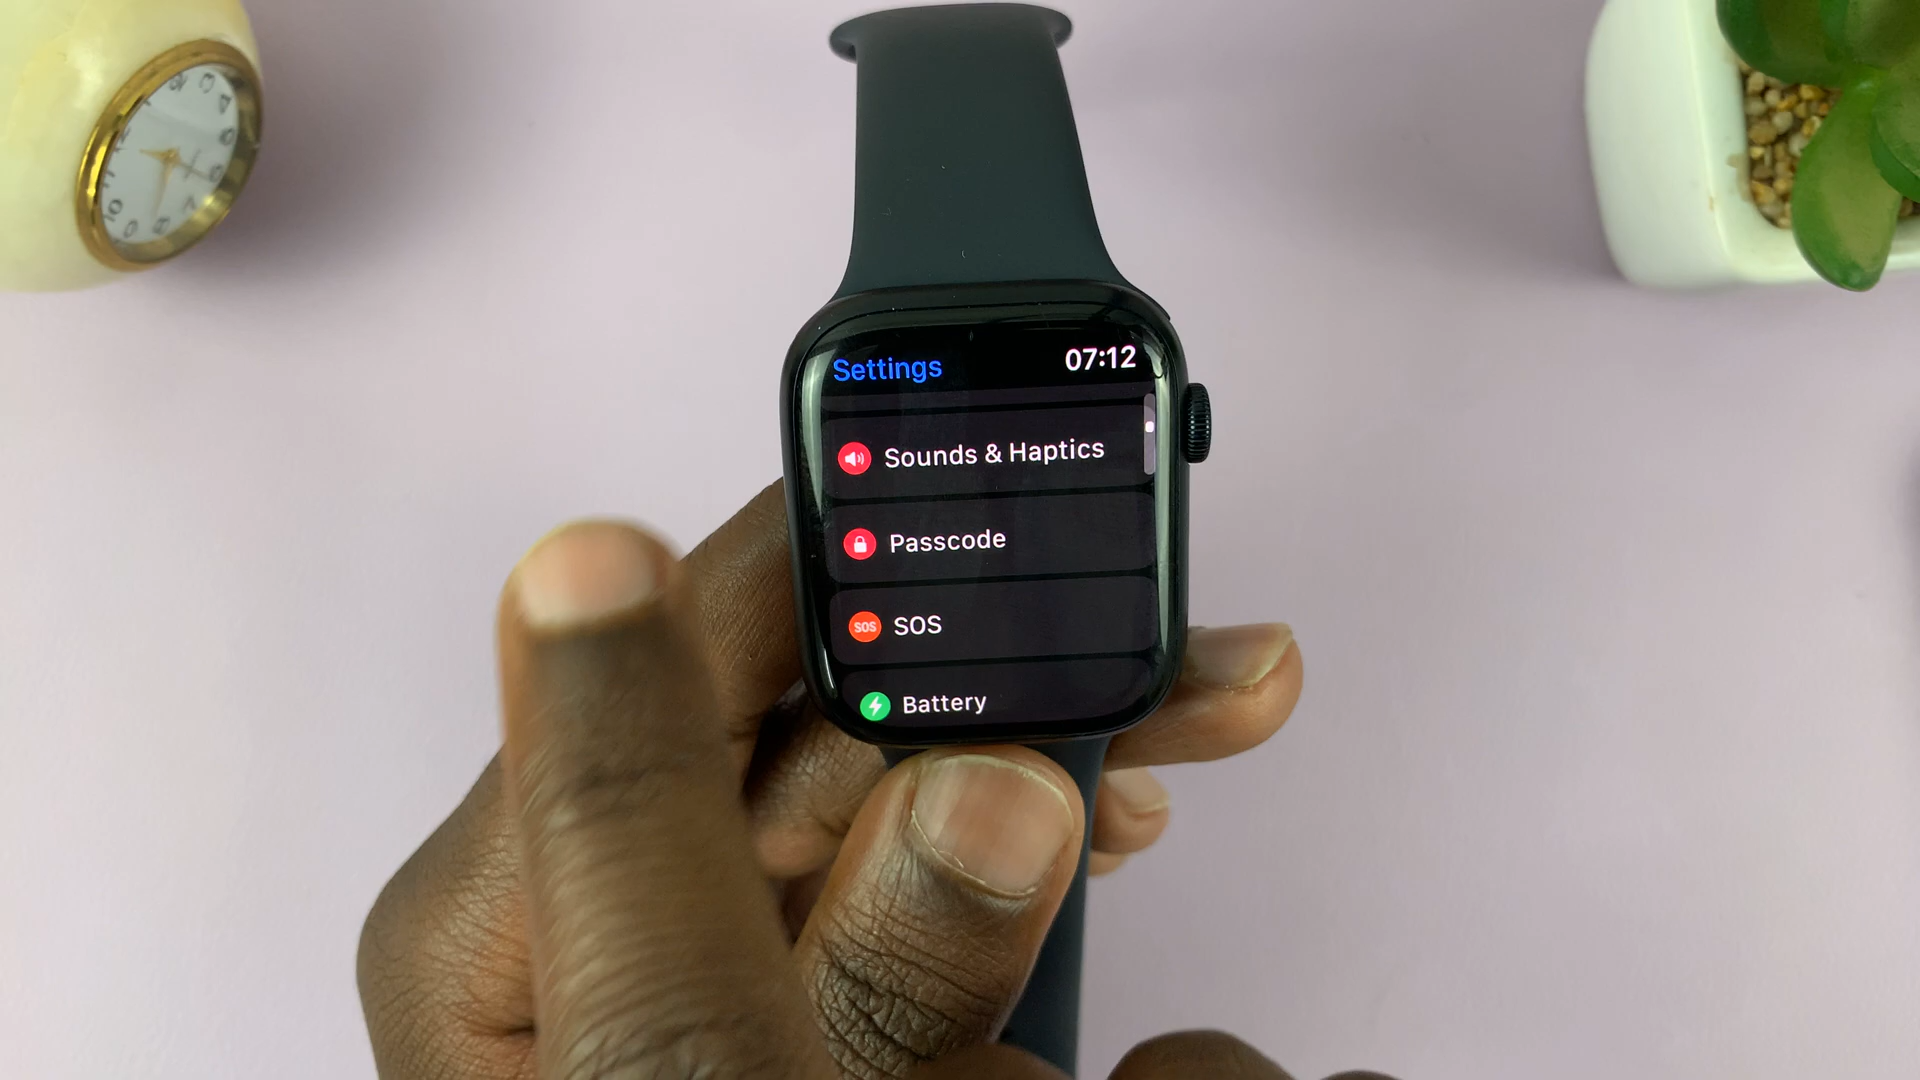 Settings
07:12
Sounds & Haptics
Passcode
SOS SOS
Battery